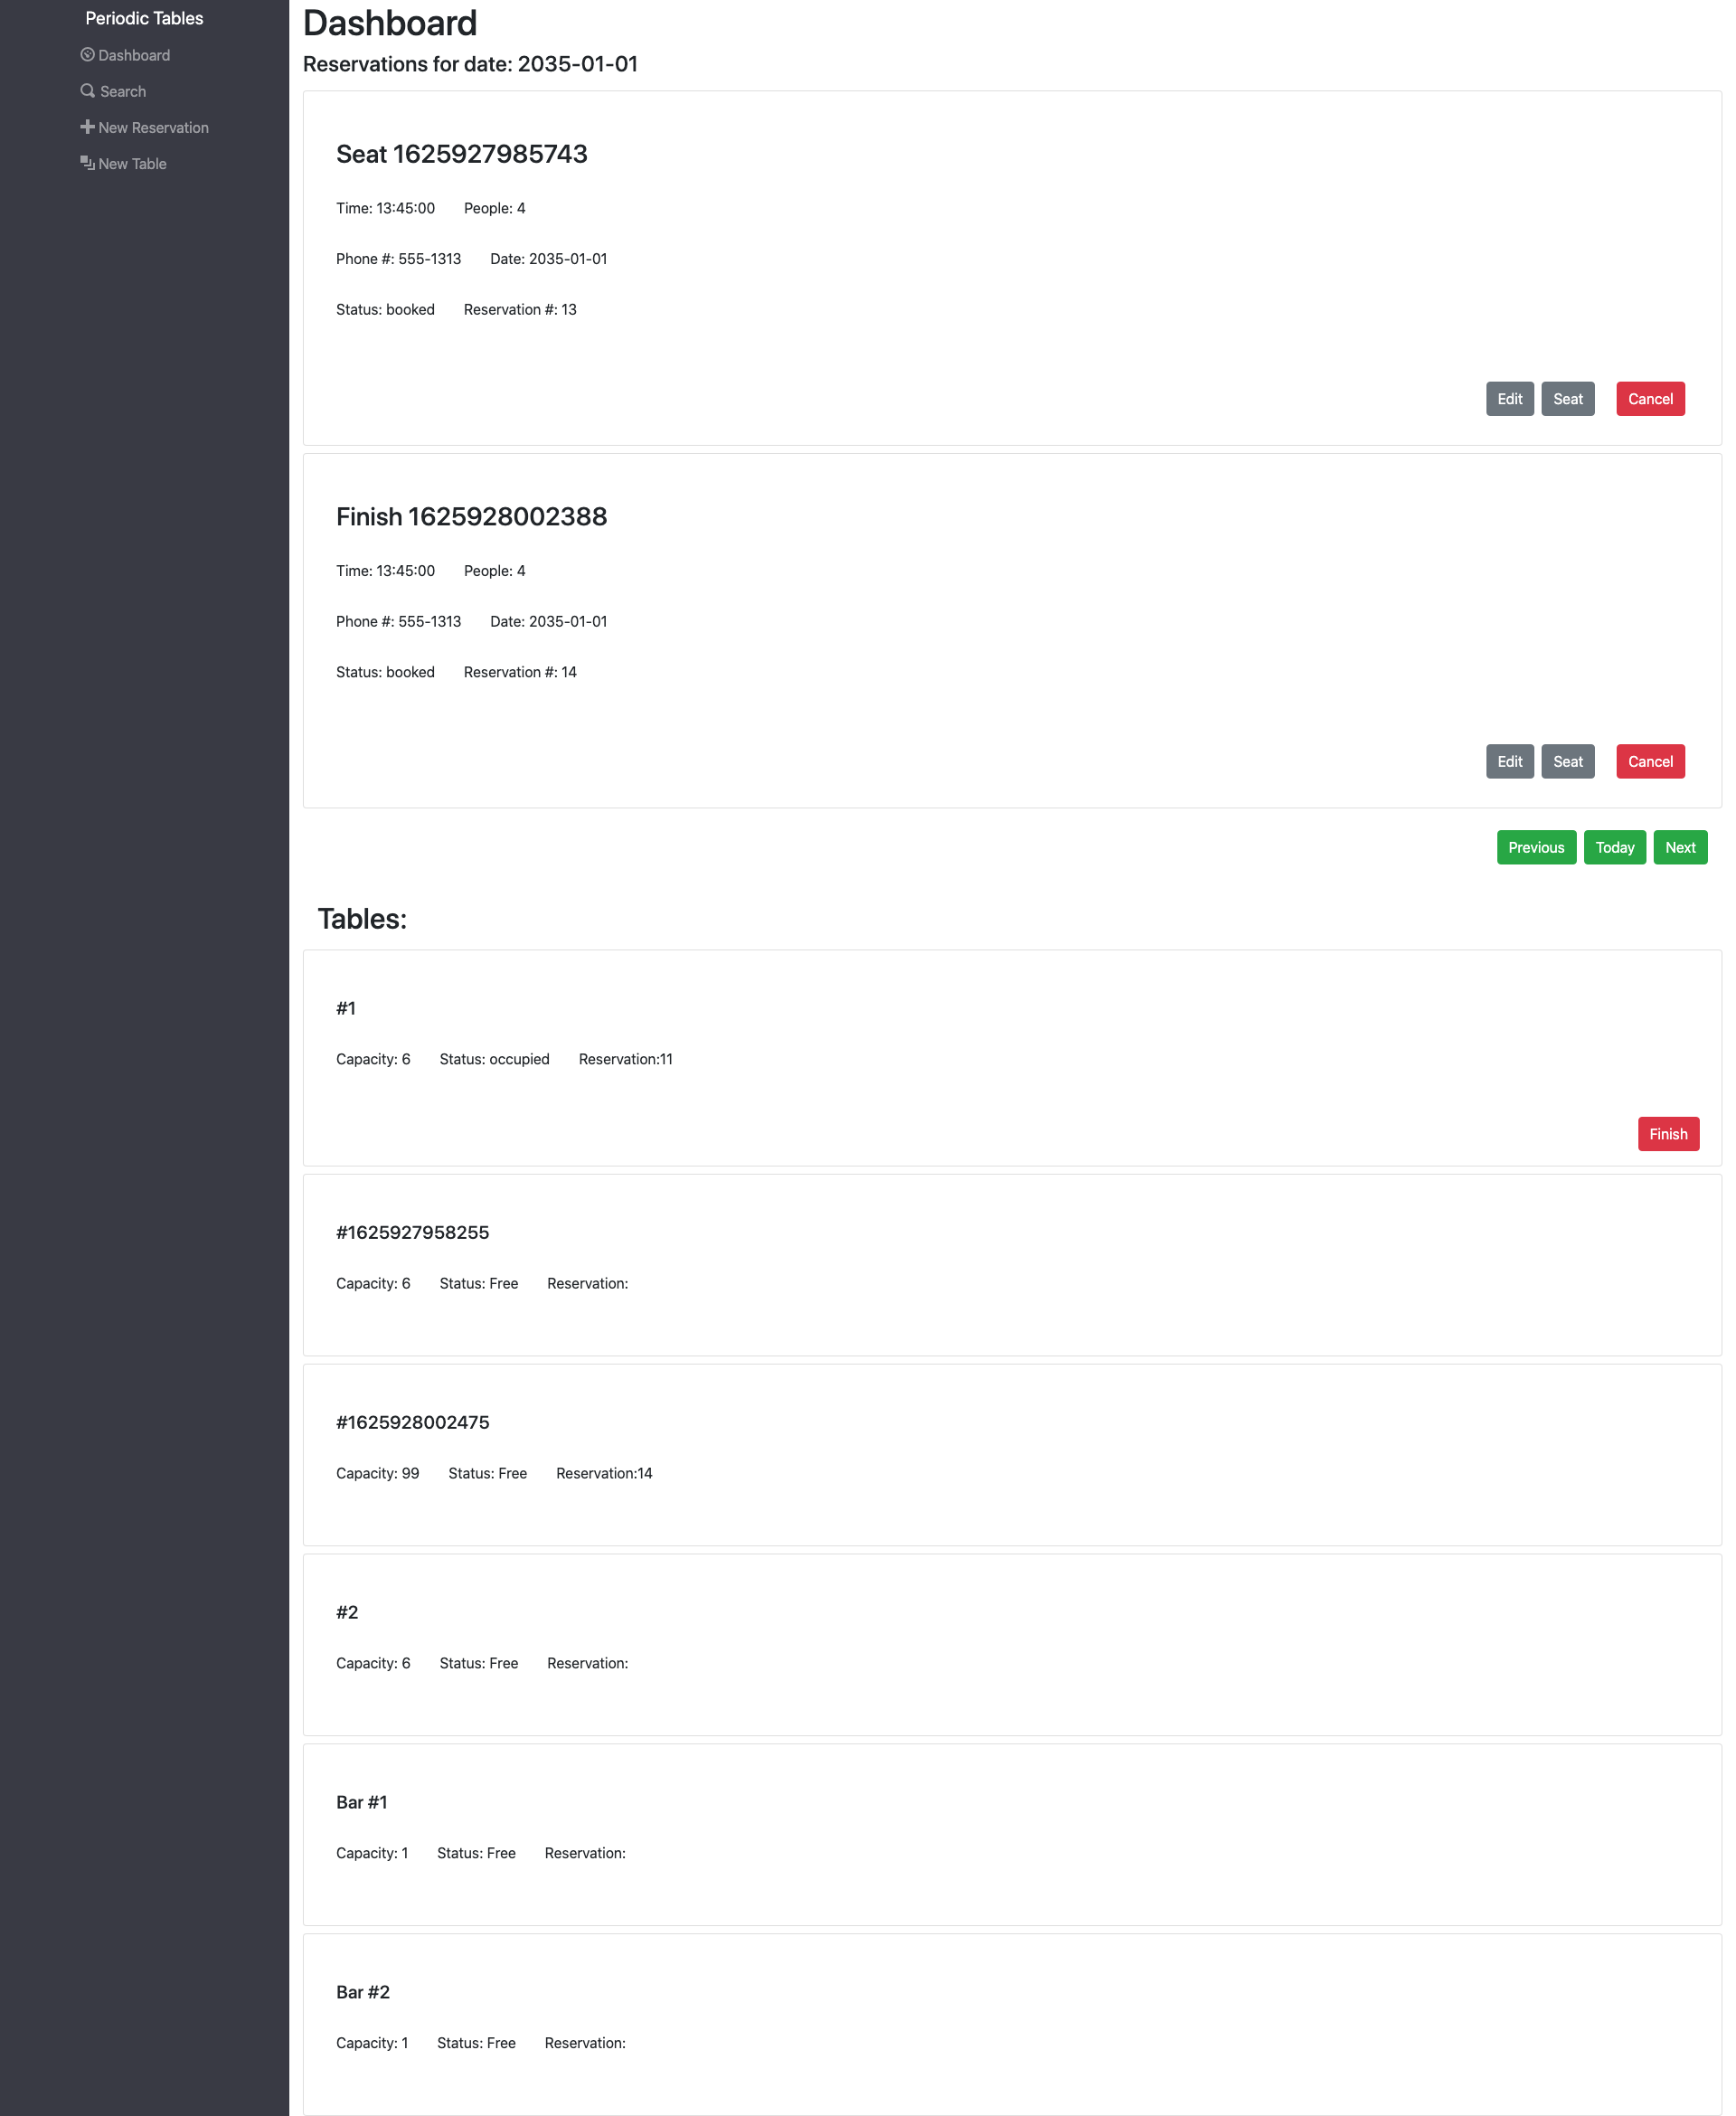 Periodic Tables
Dashboard
Search
New Reservation
New Table
Dashboard
Reservations for date: 2035-01-01
Seat 1625927985743
Time: 13:45:00 People: 4
Phone #: 555-1313 Date: 2035-01-01
Status: booked Reservation #: 13
Edit Seat Cancel
Finish 1625928002388
Time: 13:45:00 People: 4
Phone #: 555-1313 Date: 2035-01-01
Status: booked Reservation #: 14
Edit Seat Cancel
Previous Today Next
Tables:
#1
Capacity: 6 Status: occupied Reservation:11
Finish
#1625927958255
Capacity: 6 Status: Free Reservation:
#1625928002475
Capacity: 99 Status: Free Reservation:14
#2
Capacity: 6 Status: Free Reservation:
Bar #1
Capacity: 1 Status: Free Reservation:
Bar #2
Capacity: 1 Status: Free Reservation: